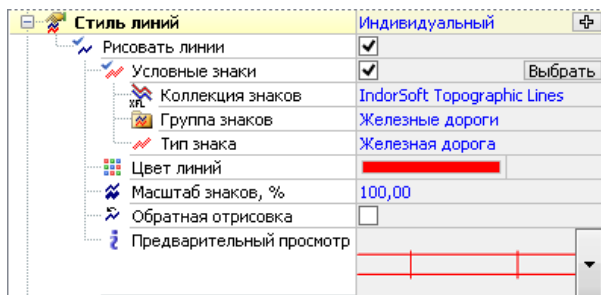 Стиль линий Индивидуальный
Рисовать линии
Условные знаки Выбрать
XFL Коллекция знаков IndorSoft Topographic Lines
Группа знаков Железные дороги
Тип знака Железная дорога
Цвет линий
Масштаб знаков, % 100,00
Обратная отрисовка
Предварительный просмотр